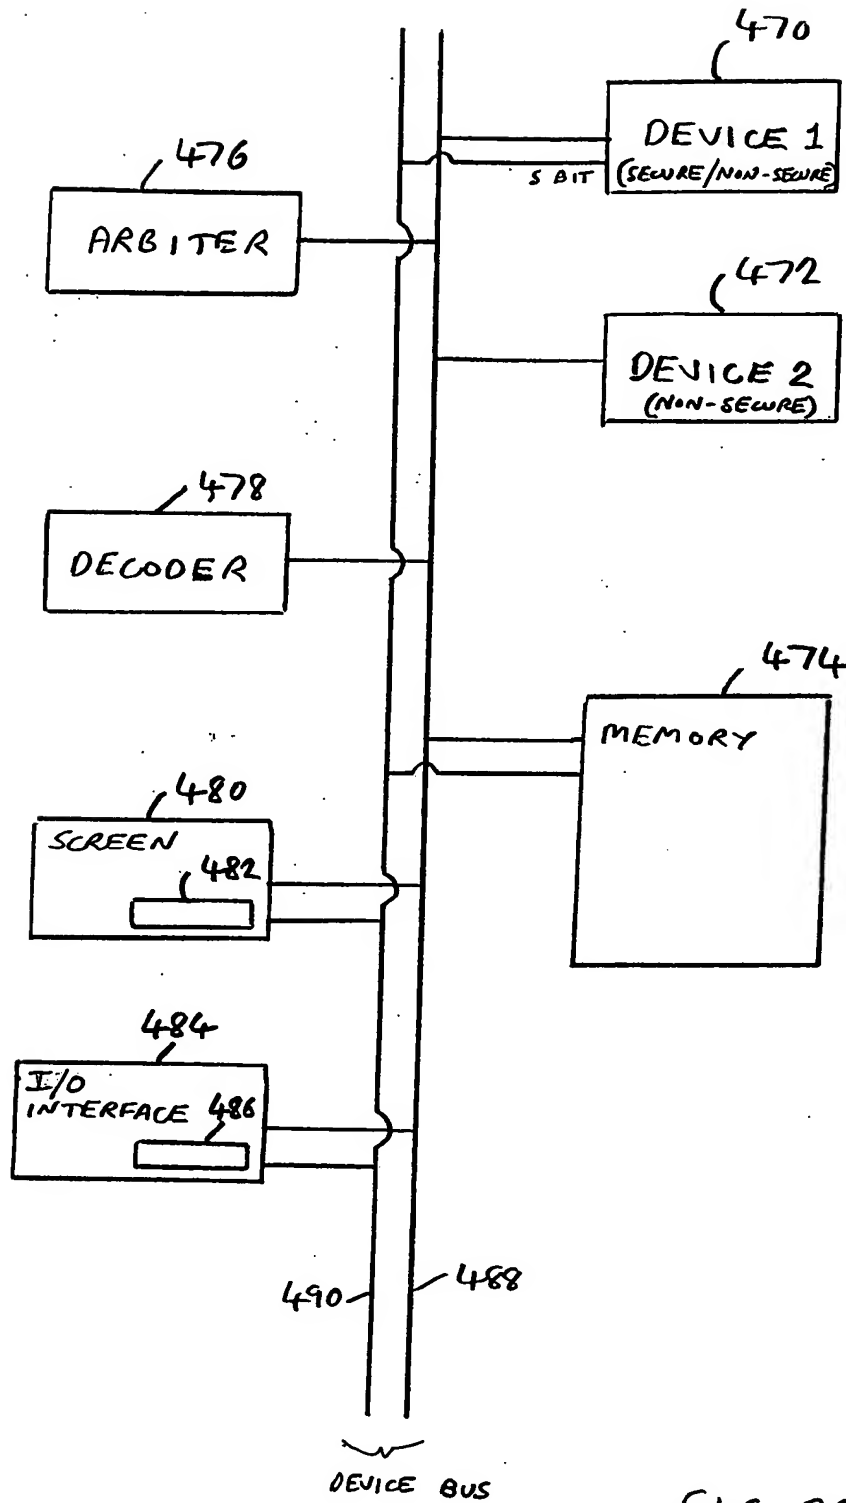 470
DEVICE 1
S BIT
(SECURE/NON-SECURE)
476
ARBITER
472
DEVICE 2
(NON-SECURE)
478
DECODER
474
MEMORY
480
SCREEN
482
484
I/O
INTERFACE
486
490
488
DEVICE BUS